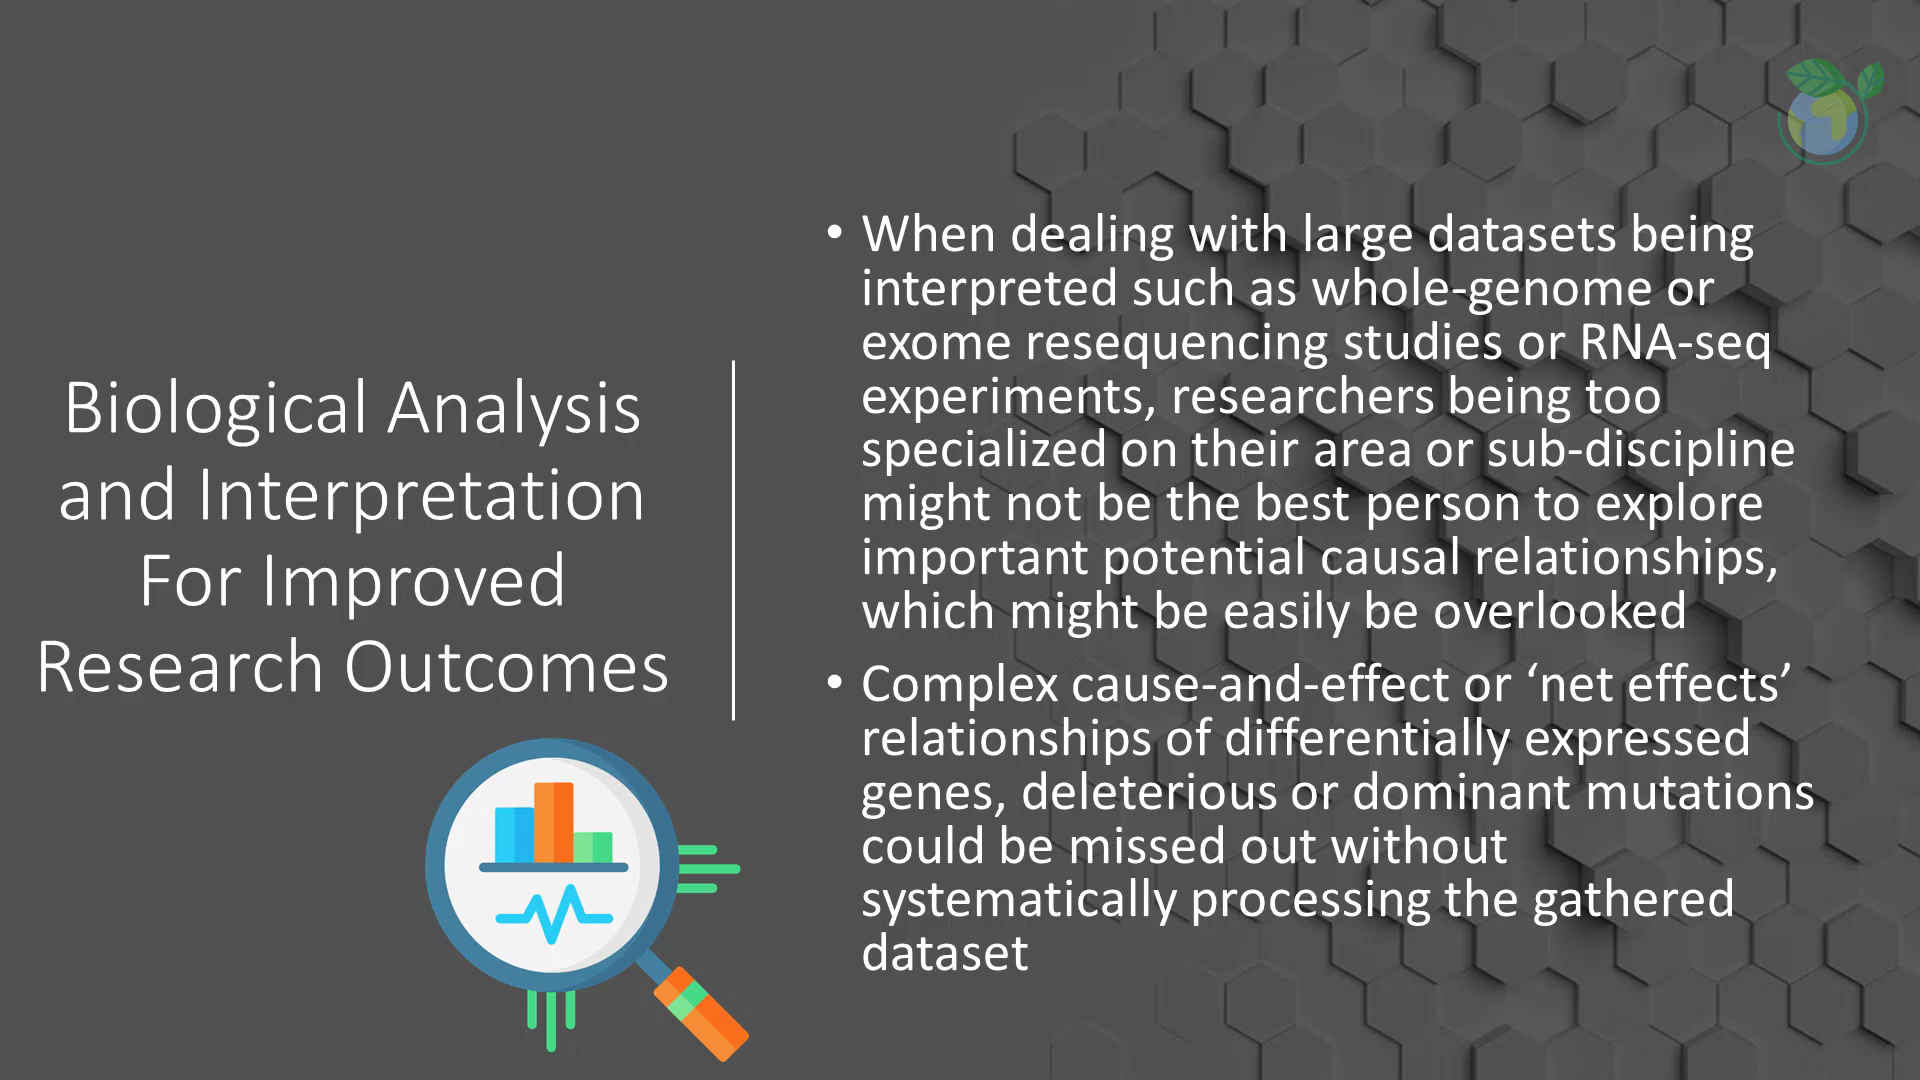 Biological Analysis
and Interpretation
For Improved
Research Outcomes
• When dealing with large datasets being
interpreted such as whole-genome or
exome resequencing studies or RNA-seq
experiments, researchers being too
specialized on their area or sub-discipline
might not be the best person to explore
important potential causal relationships,
which might be easily be overlooked
• Complex cause-and-effect or ‘net effects’
relationships of differentially expressed
genes, deleterious or dominant mutations
could be missed out without
systematically processing the gathered
dataset